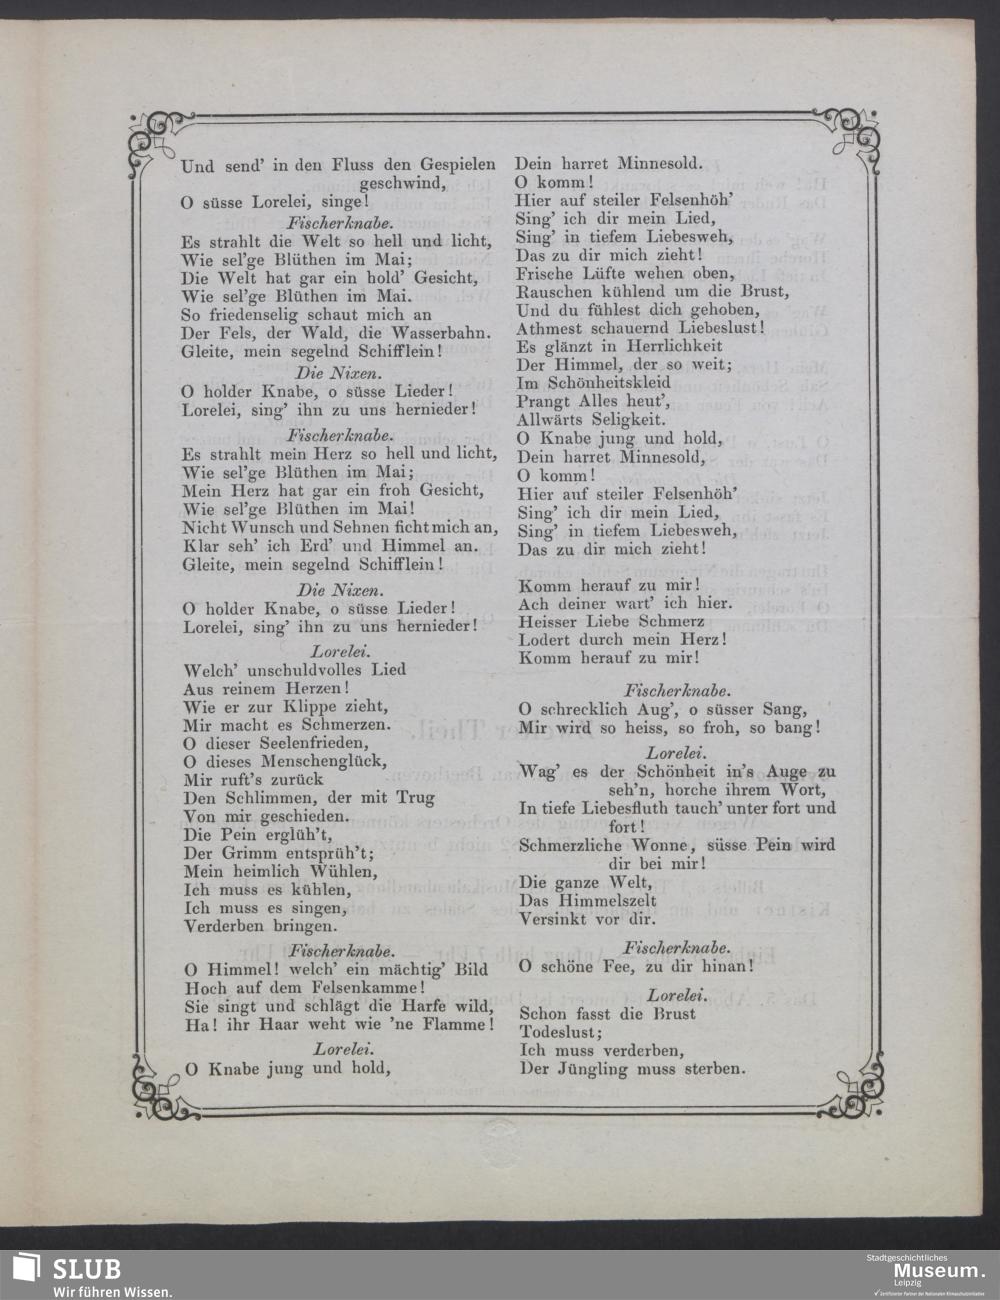 Und send' in den Fluss den Gespielen
geschwind,
O süsse Lorelei, singe!
Fischerknabe.
Es strahlt die Welt so hell und licht,
Wie sel'ge Blüthen im Mai;
Die Welt hat gar ein hold' Gesicht,
Wie sel'ge Blüthen im Mai.
So friedenselig schaut mich an
Der Fels, der Wald, die Wasserbahn.
Gleite, mein segelnd Schifflein!
Die Nixen.
O holder Knabe, o süsse Lieder!
Lorelei, sing' ihn zu uns hernieder!
Fischerknabe.
Es strahlt mein Herz so hell und licht,
Wie sel'ge Blüthen im Mai;
Mein Herz hat gar ein froh Gesicht,
Wie sel'ge Blüthen im Mai!
Nicht Wunsch und Sehnen ficht mich an,
Klar seh' ich Erd' und Himmel an.
Gleite, mein segelnd Schifflein!
Die Nixen.
O holder Knabe, o süsse Lieder!
Lorelei, sing' ihn zu uns hernieder!
Lorelei.
Welch' unschuldvolles Lied
Aus reinem Herzen!
Wie er zur Klippe zieht,
Mir macht es Schmerzen.
O dieser Seelenfrieden,
O dieses Menschenglück,
Mir ruft's zurück
Den Schlimmen, der mit Trug
Von mir geschieden.
Die Pein erglüh't,
Der Grimm entsprüh't;
Mein heimlich Wühlen,
Ich muss es kühlen,
Ich muss es singen,
Verderben bringen.
Fischerknabe.
O Himmel! welch' ein mächtig' Bild
Hoch auf dem Felsenkamme!
Sie singt und schlägt die Harfe wild,
Ha! ihr Haar weht wie 'ne Flamme!
Lorelei.
O Knabe jung und hold,
Dein harret Minnesold.
O komm!
Hier auf steiler Felsenhöh'
Sing' ich dir mein Lied,
Sing' in tiefem Liebesweh,
Das zu dir mich zieht!
Frische Lüfte wehen oben,
Rauschen kühlend um die Brust,
Und du fühlest dich gehoben,
Athmest schauernd Liebeslust!
Es glänzt in Herrlichkeit
Der Himmel, der so weit;
Im Schönheitskleid
Prangt Alles heut',
Allwärts Seligkeit.
O Knabe jung und hold,
Dein harret Minnesold,
O komm!
Hier auf steiler Felsenhöh'
Sing' ich dir mein Lied,
Sing' in tiefem Liebesweh,
Das zu dir mich zieht!
Komm herauf zu mir!
Ach deiner wart' ich hier.
Heisser Liebe Schmerz
Lodert durch mein Herz!
Komm herauf zu mir!
Fischerknabe.
O schrecklich Aug', o süsser Sang,
Mir wird so heiss, so froh, so bang!
Lorelei.
Wag' es der Schönheit in's Auge zu
seh'n, horche ihrem Wort,
In tiefe Liebesfluth tauch' unter fort und
fort!
Schmerzliche Wonne, süsse Pein wird
dir bei mir!
Die ganze Welt,
Das Himmelszelt
Versinkt vor dir.
Fischerknabe.
O schöne Fee, zu dir hinan!
Lorelei.
Schon fasst die Brust
Todeslust;
Ich muss verderben,
Der Jüngling muss sterben.
SLUB
Wir führen Wissen.
Stadtgeschichtliches
Museum.
Leipzig
Zertifizierter Partner der Nationalen Klimaschutzinitiative